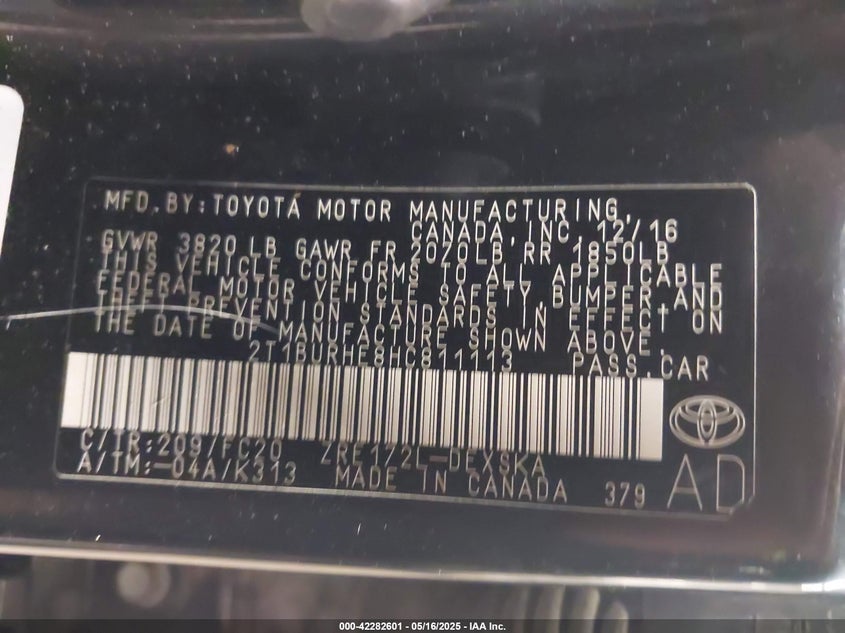 MFD.BY:TOYOTA MOTOR MANUFACTURING,
CANADA,INC. 12/16
GVWR 3820 LB GAWR FR 2070LB,RR 1850LB
THIS VEHICLE CONFORMS TO ALL APPLICABLE
FEDERAL MOTOR VEHICLE SAFETY,BUMPER,AND
THEFT PREVENTION STANDARDS IN EFFECT ON
THE DATE OF MANUFACTURE SHOWN ABOVE.
2T1BURHE8HC811113 PASS.CAR
C/TR:209/FC20 ZRE172L-DEXSKA
A/TM:-04A/K313 MADE IN CANADA 379 AD
000-42282601 - 05/16/2025 - IAA Inc.